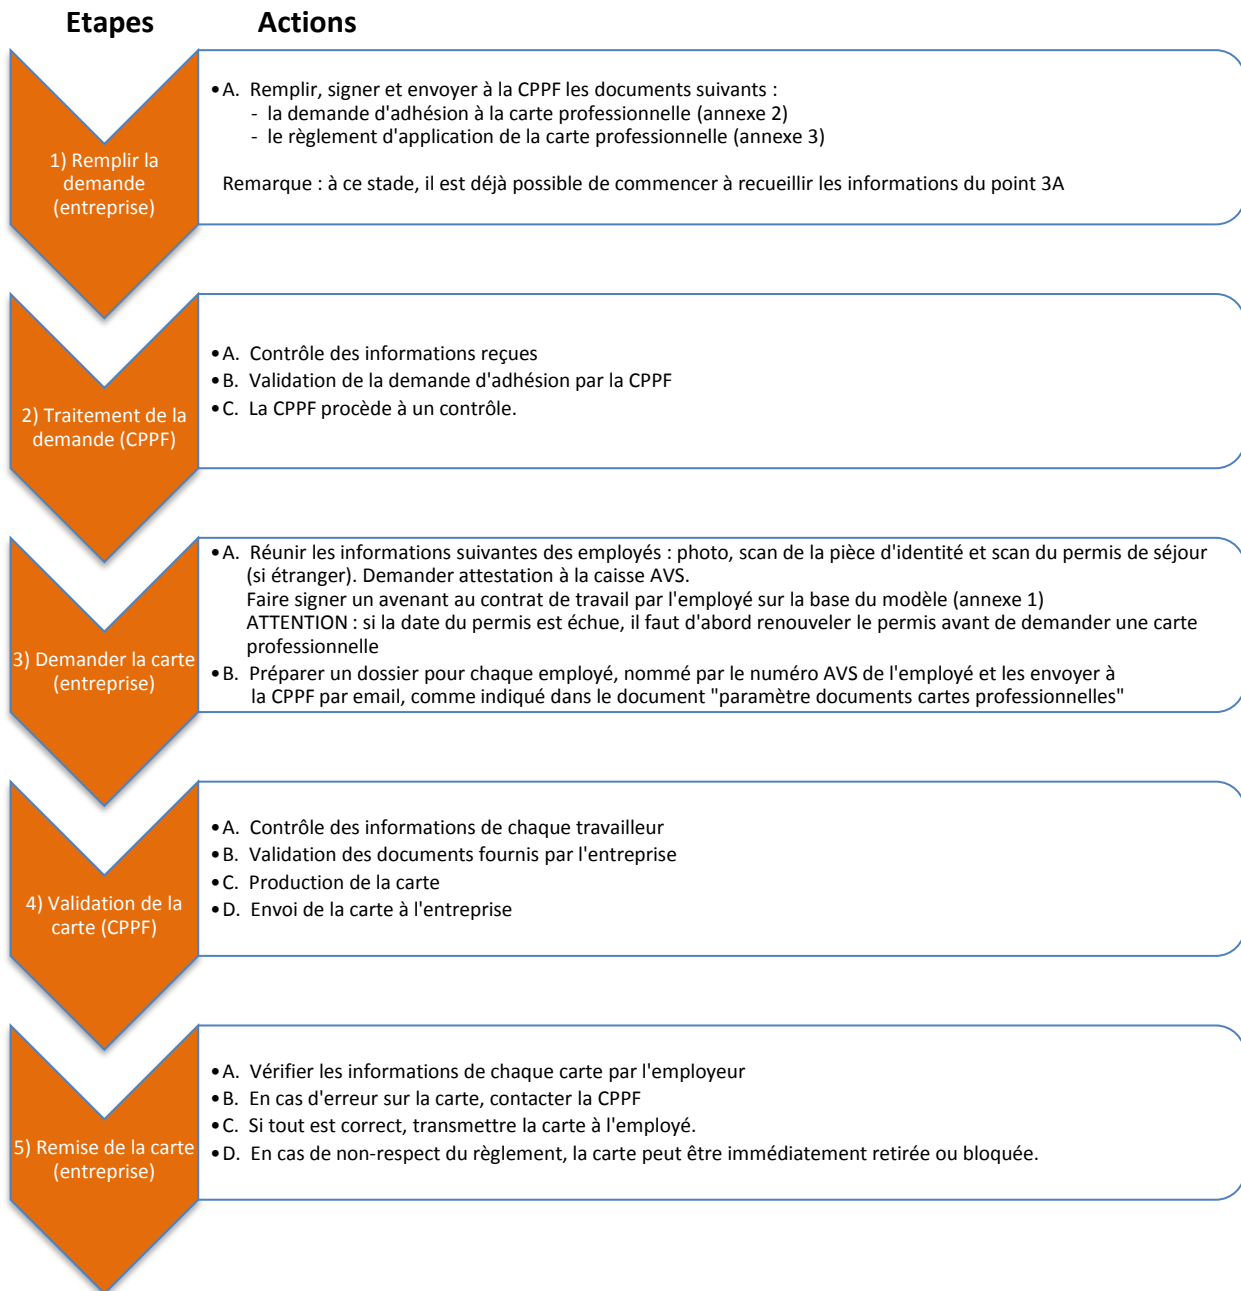 Etapes Actions
1) Remplir la
demande
(entreprise)
•A. Remplir, signer et envoyer à la CPPF les documents suivants :
- la demande d'adhésion à la carte professionnelle (annexe 2)
- le règlement d'application de la carte professionnelle (annexe 3)
Remarque : à ce stade, il est déjà possible de commencer à recueillir les informations du point 3A
2) Traitement de la
demande (CPPF)
•A. Contrôle des informations reçues
•B. Validation de la demande d'adhésion par la CPPF
•C. La CPPF procède à un contrôle.
3) Demander la carte
(entreprise)
•A. Réunir les informations suivantes des employés : photo, scan de la pièce d'identité et scan du permis de séjour
(si étranger). Demander attestation à la caisse AVS.
Faire signer un avenant au contrat de travail par l'employé sur la base du modèle (annexe 1)
ATTENTION : si la date du permis est échue, il faut d'abord renouveler le permis avant de demander une carte
professionnelle
•B. Préparer un dossier pour chaque employé, nommé par le numéro AVS de l'employé et les envoyer à
la CPPF par email, comme indiqué dans le document "paramètre documents cartes professionnelles"
4) Validation de la
carte (CPPF)
•A. Contrôle des informations de chaque travailleur
•B. Validation des documents fournis par l'entreprise
•C. Production de la carte
•D. Envoi de la carte à l'entreprise
5) Remise de la carte
(entreprise)
•A. Vérifier les informations de chaque carte par l'employeur
•B. En cas d'erreur sur la carte, contacter la CPPF
•C. Si tout est correct, transmettre la carte à l'employé.
•D. En cas de non-respect du règlement, la carte peut être immédiatement retirée ou bloquée.